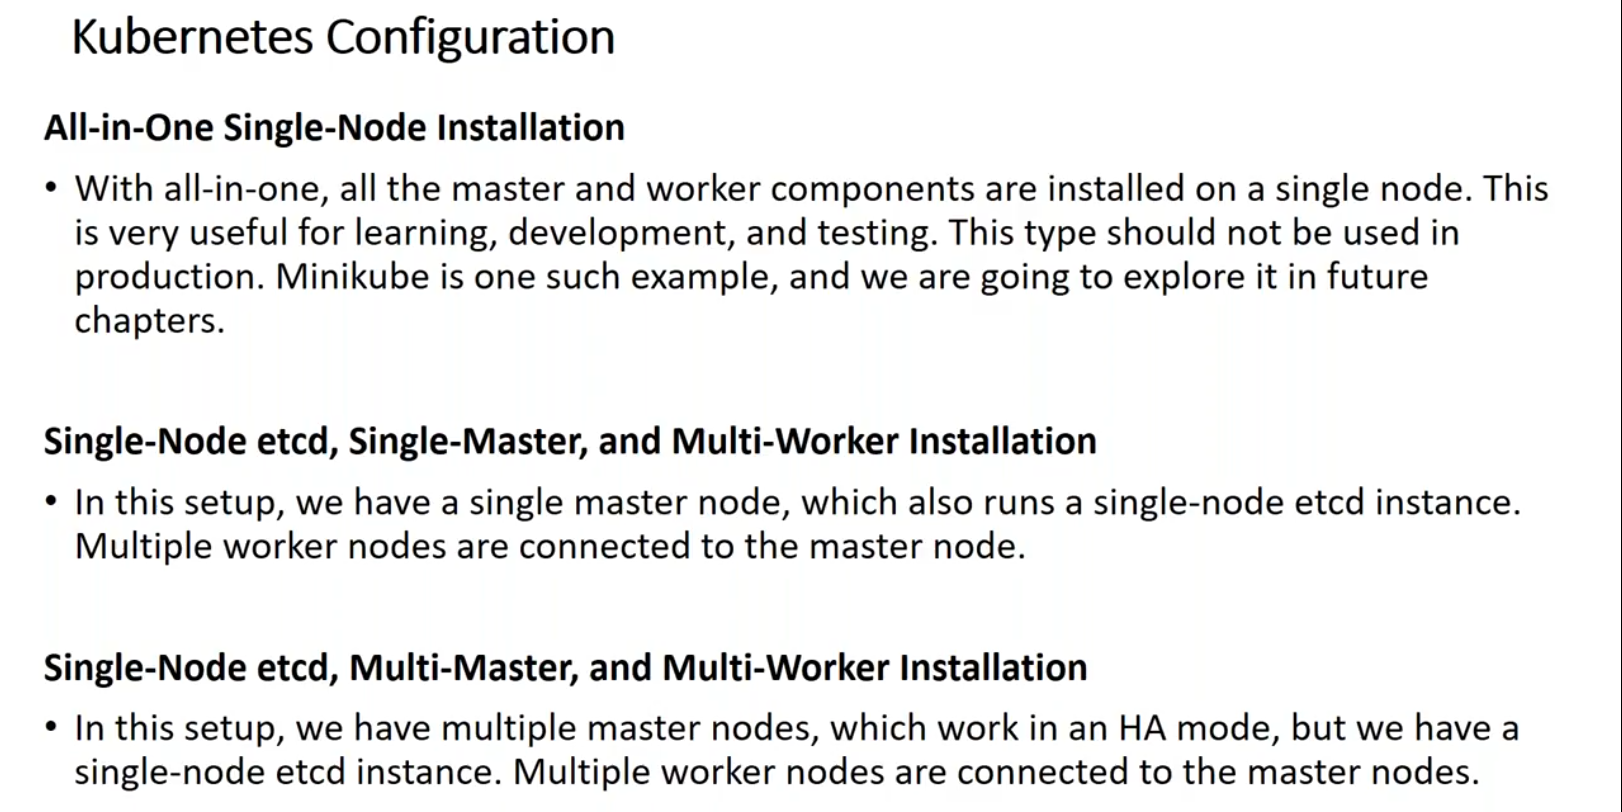 Kubernetes Configuration
All-in-One Single-Node Installation
• With all-in-one, all the master and worker components are installed on a single node. This
is very useful for learning, development, and testing. This type should not be used in
production. Minikube is one such example, and we are going to explore it in future
chapters.
Single-Node etcd, Single-Master, and Multi-Worker Installation
• In this setup, we have a single master node, which also runs a single-node etcd instance.
Multiple worker nodes are connected to the master node.
Single-Node etcd, Multi-Master, and Multi-Worker Installation
• In this setup, we have multiple master nodes, which work in an HA mode, but we have a
single-node etcd instance. Multiple worker nodes are connected to the master nodes.